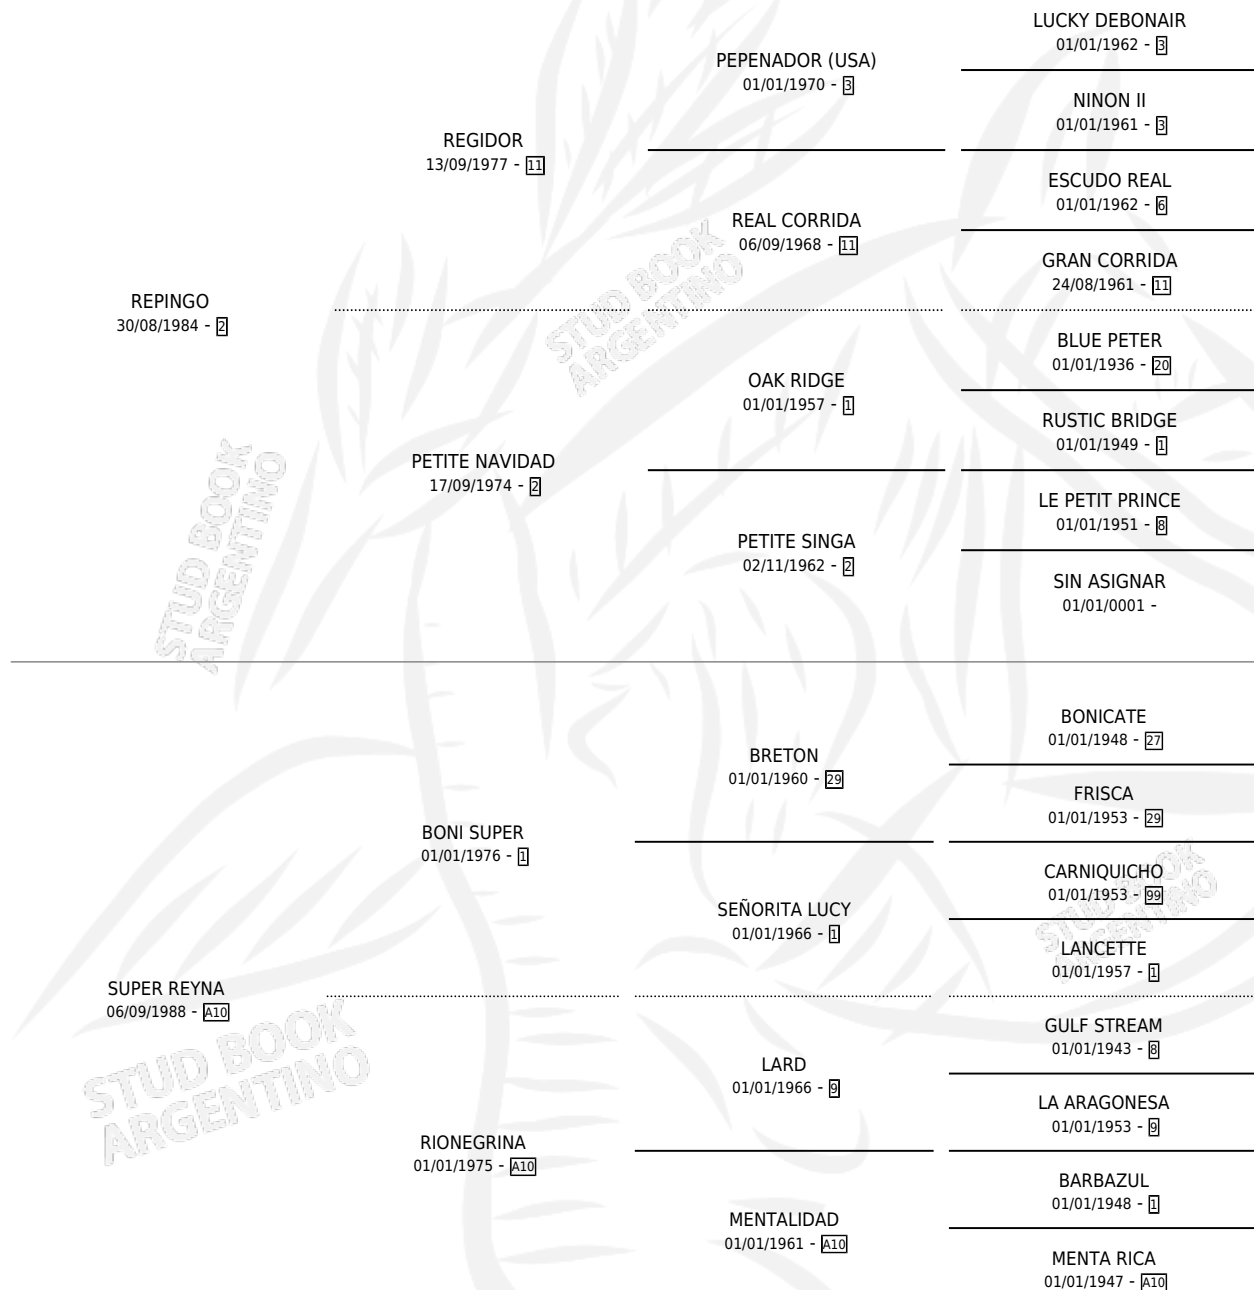 LUCKY DEBONAIR
01/01/1962 - 3
PEPENADOR (USA)
01/01/1970 - 3
NINON II
01/01/1961 - 3
REGIDOR
13/09/1977 - 11
ESCUDO REAL
01/01/1962 - 6
REAL CORRIDA
06/09/1968 - 11
GRAN CORRIDA
24/08/1961 - 11
REPINGO
30/08/1984 - 2
STUD BOOK
ARGENTINO
BLUE PETER
01/01/1936 - 20
OAK RIDGE
01/01/1957 - 1
RUSTIC BRIDGE
01/01/1949 - 1
PETITE NAVIDAD
17/09/1974 - 2
LE PETIT PRINCE
01/01/1951 - 8
PETITE SINGA
02/11/1962 - 2
SIN ASIGNAR
01/01/0001 -
STUD BOOK
ARGENTINO
BONICATE
01/01/1948 - 27
BRETON
01/01/1960 - 29
FRISCA
01/01/1953 - 29
BONI SUPER
01/01/1976 - 1
CARNIQUICHO
01/01/1953 - 99
SEÑORITA LUCY
01/01/1966 - 1
LANCETTE
01/01/1957 - 1
STUD BOOK
ARGENTINO
SUPER REYNA
06/09/1988 - A10
GULF STREAM
01/01/1943 - 8
LARD
01/01/1966 - 9
LA ARAGONESA
01/01/1953 - 9
STUD BOOK
ARGENTINO
RIONEGRINA
01/01/1975 - A10
BARBAZUL
01/01/1948 - 1
MENTALIDAD
01/01/1961 - A10
MENTA RICA
01/01/1947 - A10